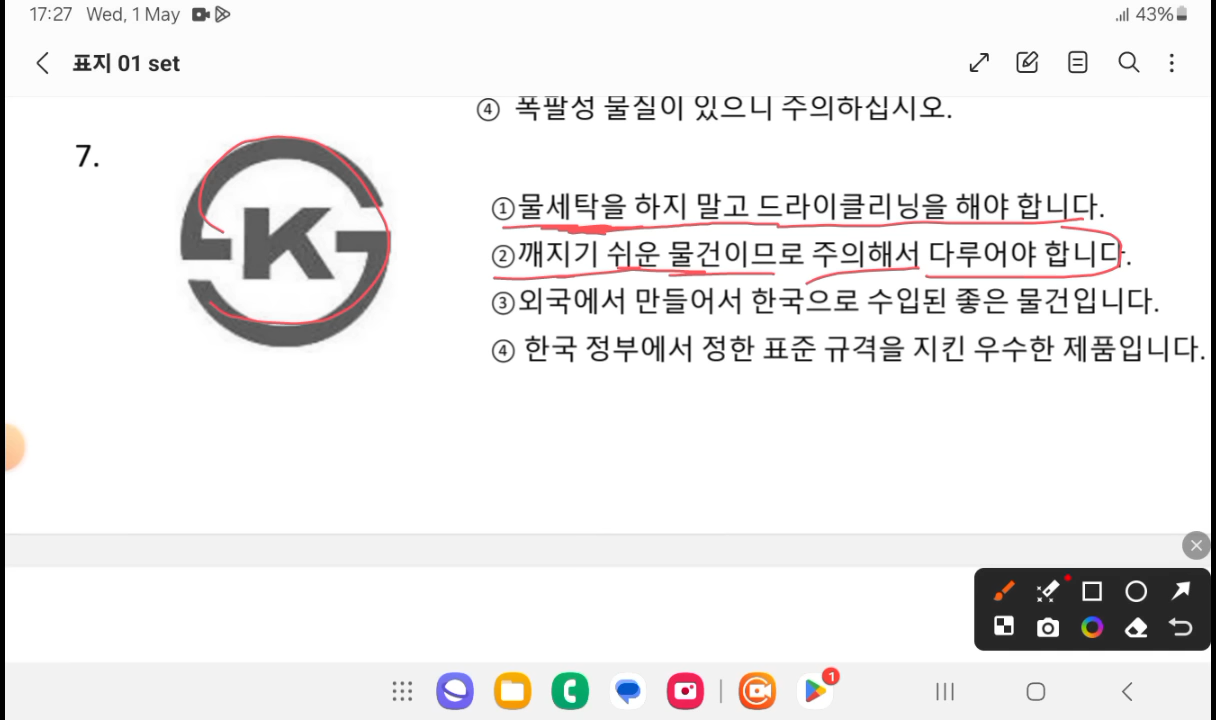 17:27 Wed, 1 May
43%
표지 01 set
④ 폭팔성 물질이 있으니 주의하십시오.
7.
K
①물세탁을 하지 말고 드라이클리닝을 해야 합니다.
②깨지기 쉬운 물건이므로 주의해서 다루어야 합니다.
③외국에서 만들어서 한국으로 수입된 좋은 물건입니다.
④ 한국 정부에서 정한 표준 규격을 지킨 우수한 제품입니다.
1